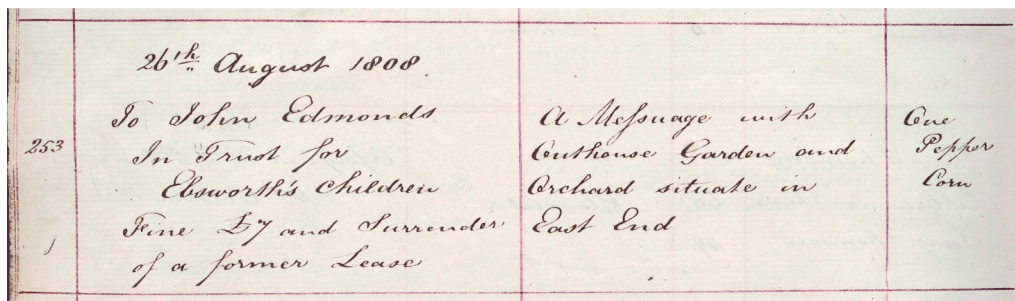 26th August 1808
253
To John Edmonds
In Trust for
Ebsworth's children
Fine £7 and Surrender
of a former Lease
A Messuage with
Outhouse Garden and
Orchard situate in
East End
One
Pepper
Corn